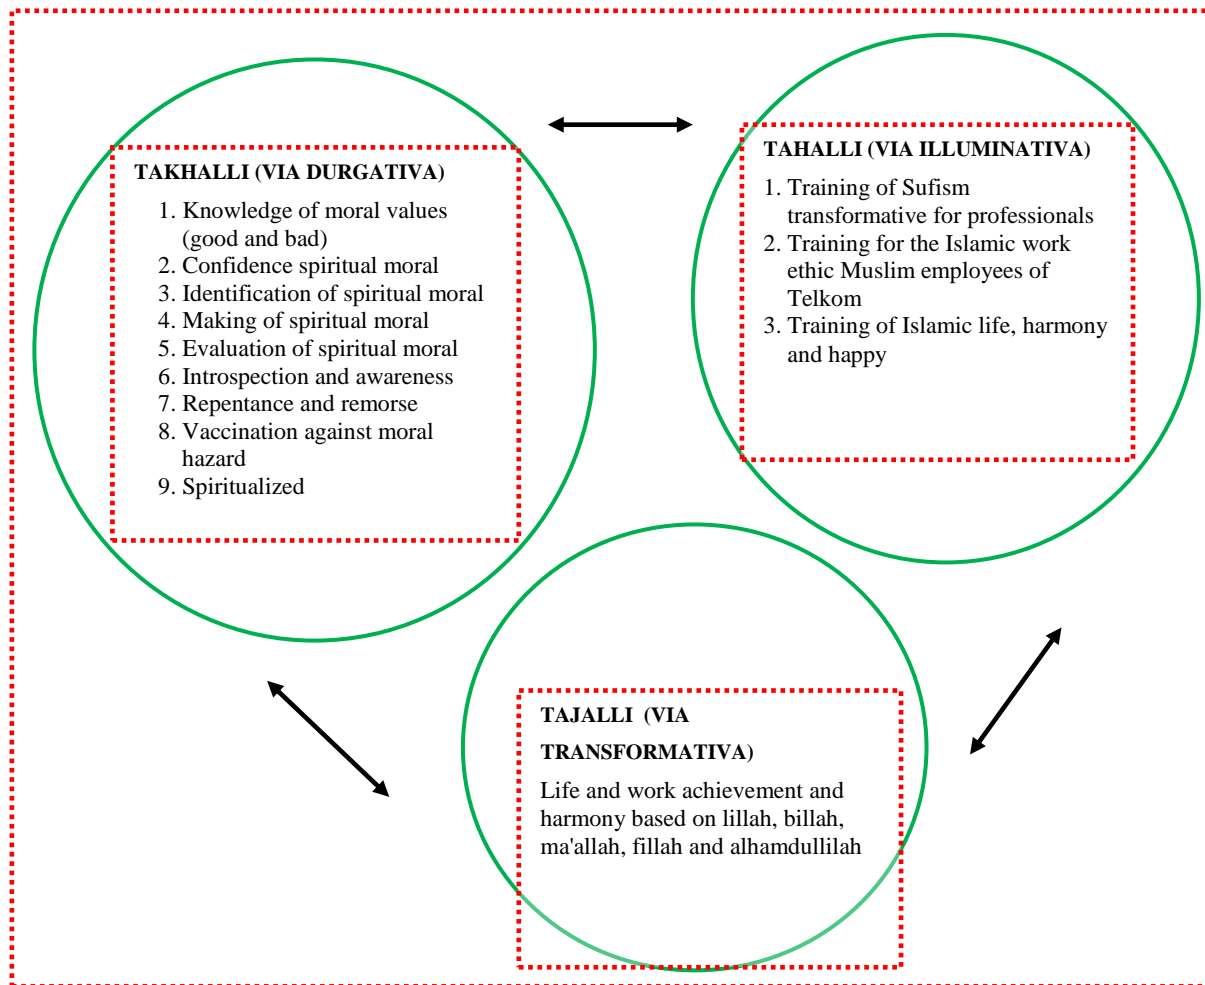 TAKHALLI (VIA DURGATIVA)
1. Knowledge of moral values
(good and bad)
2. Confidence spiritual moral
3. Identification of spiritual moral
4. Making of spiritual moral
5. Evaluation of spiritual moral
6. Introspection and awareness
7. Repentance and remorse
8. Vaccination against moral
hazard
9. Spiritualized
TAHALLI (VIA ILLUMINATIVA)
1. Training of Sufism
transformative for professionals
2. Training for the Islamic work
ethic Muslim employees of
Telkom
3. Training of Islamic life, harmony
and happy
TAJALLI (VIA
TRANSFORMATIVA)
Life and work achievement and
harmony based on lillah, billah,
ma'allah, fillah and alhamdullilah